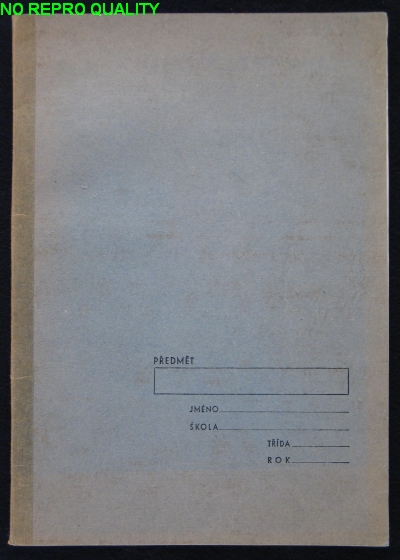 NO REPRO QUALITY
PŘEDMĚT
JMÉNO
ŠKOLA
TŘÍDA
ROK